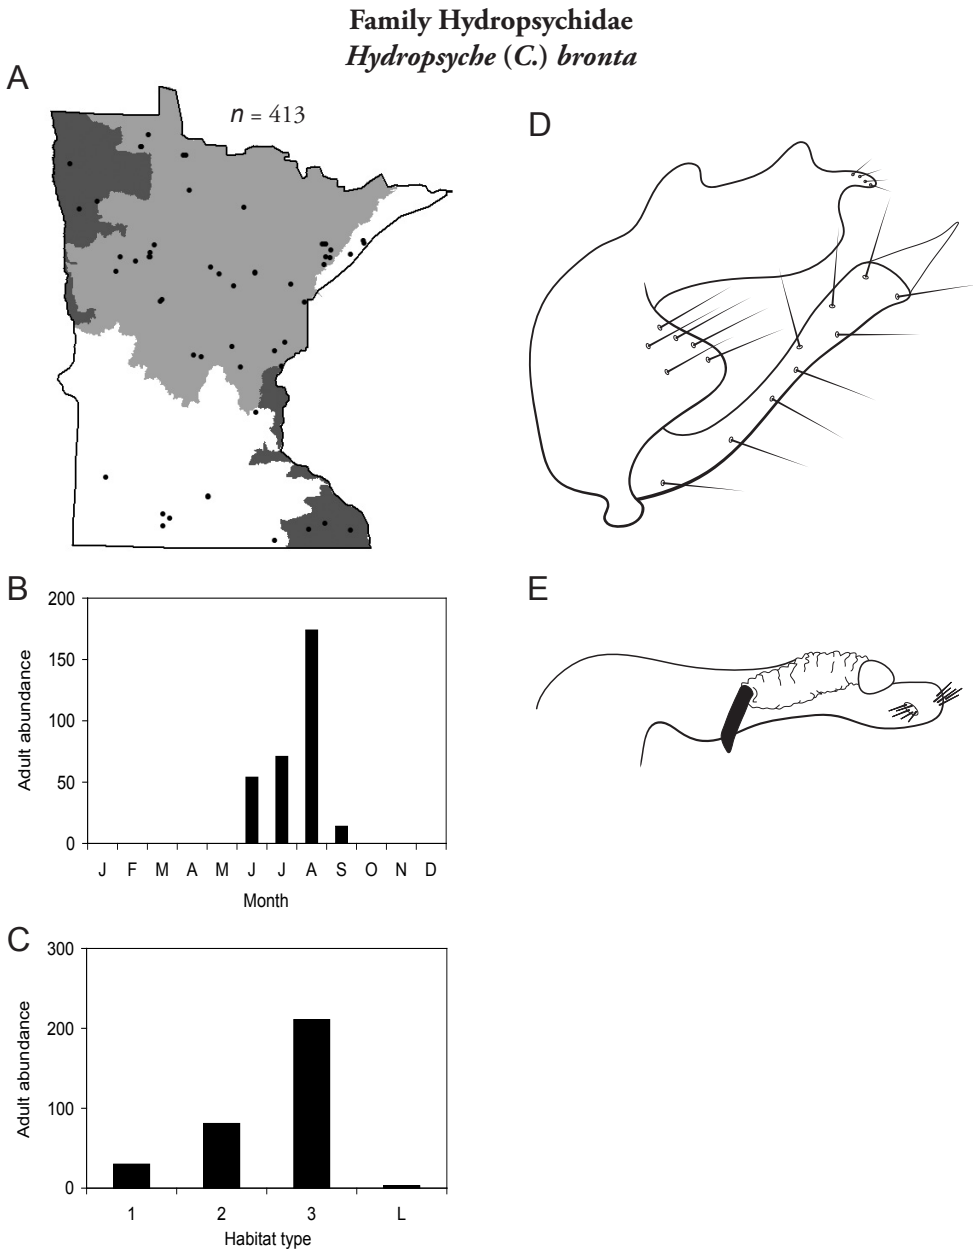 Family Hydropsychidae
Hydropsyche (C.) bronta
A
n = 413
D
B
200
150
100
50
0
Adult abundance
J F M A M J J A S O N D
Month
E
C
300
200
100
0
Adult abundance
1 2 3 L
Habitat type